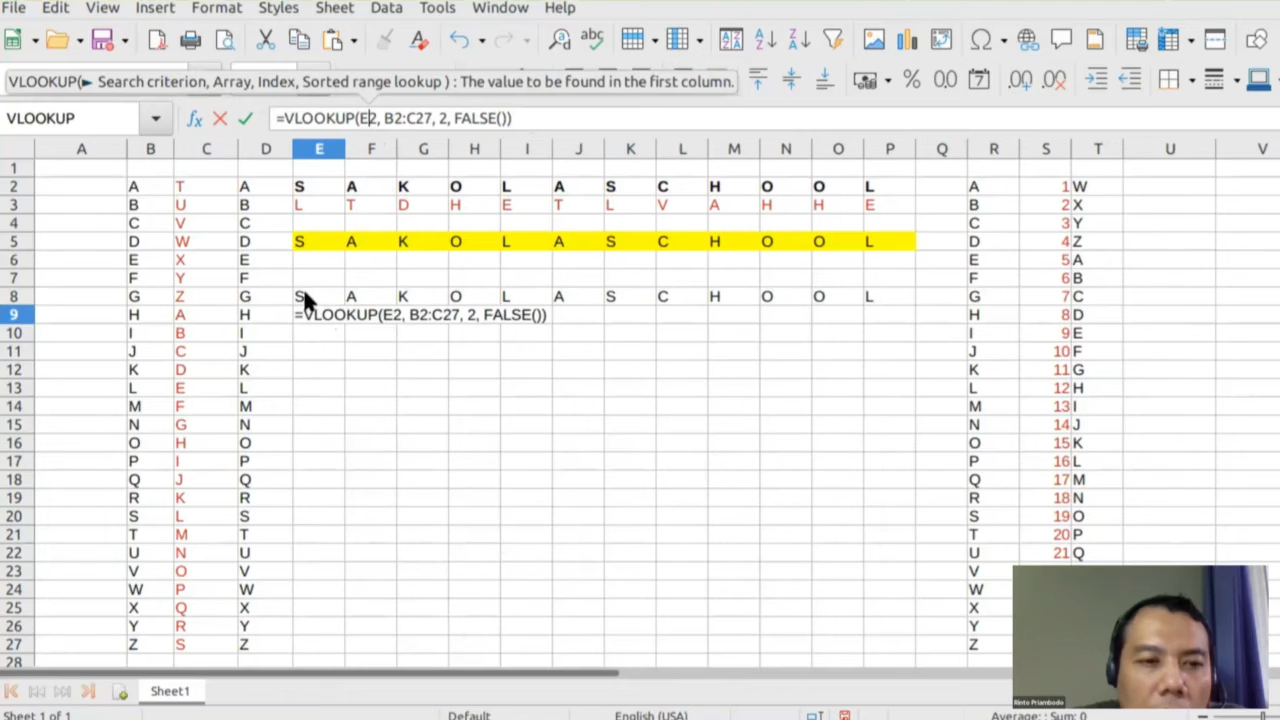 File Edit View Insert Format Styles Sheet Data Tools Window Help
VLOOKUP(► Search criterion, Array, Index, Sorted range lookup ) : The value to be found in the first column.
VLOOKUP =VLOOKUP(E2, B2:C27, 2, FALSE())
A B C D E F G H I J K L M N O P Q R S T U V
1
2 A T A S A K O L A S C H O O L A 1 W
3 B U B L T D H E T L V A H H E B 2 X
4 C V C C 3 Y
5 D W D S A K O L A S C H O O L D 4 Z
6 E X E E 5 A
7 F Y F F 6 B
8 G Z G S A K O L A S C H O O L G 7 C
9 H A H =VLOOKUP(E2, B2:C27, 2, FALSE()) H 8 D
10 I B I I 9 E
11 J C J J 10 F
12 K D K K 11 G
13 L E L L 12 H
14 M F M M 13 I
15 N G N N 14 J
16 O H O O 15 K
17 P I P P 16 L
18 Q J Q Q 17 M
19 R K R R 18 N
20 S L S S 19 O
21 T M T T 20 P
22 U N U U 21 Q
23 V O V V
24 W P W W
25 X Q X X
26 Y R Y Y
27 Z S Z Z
28
Rinto Priambodo
Sheet1
Sheet 1 of 1 Default English (USA) Average: ; Sum: 0